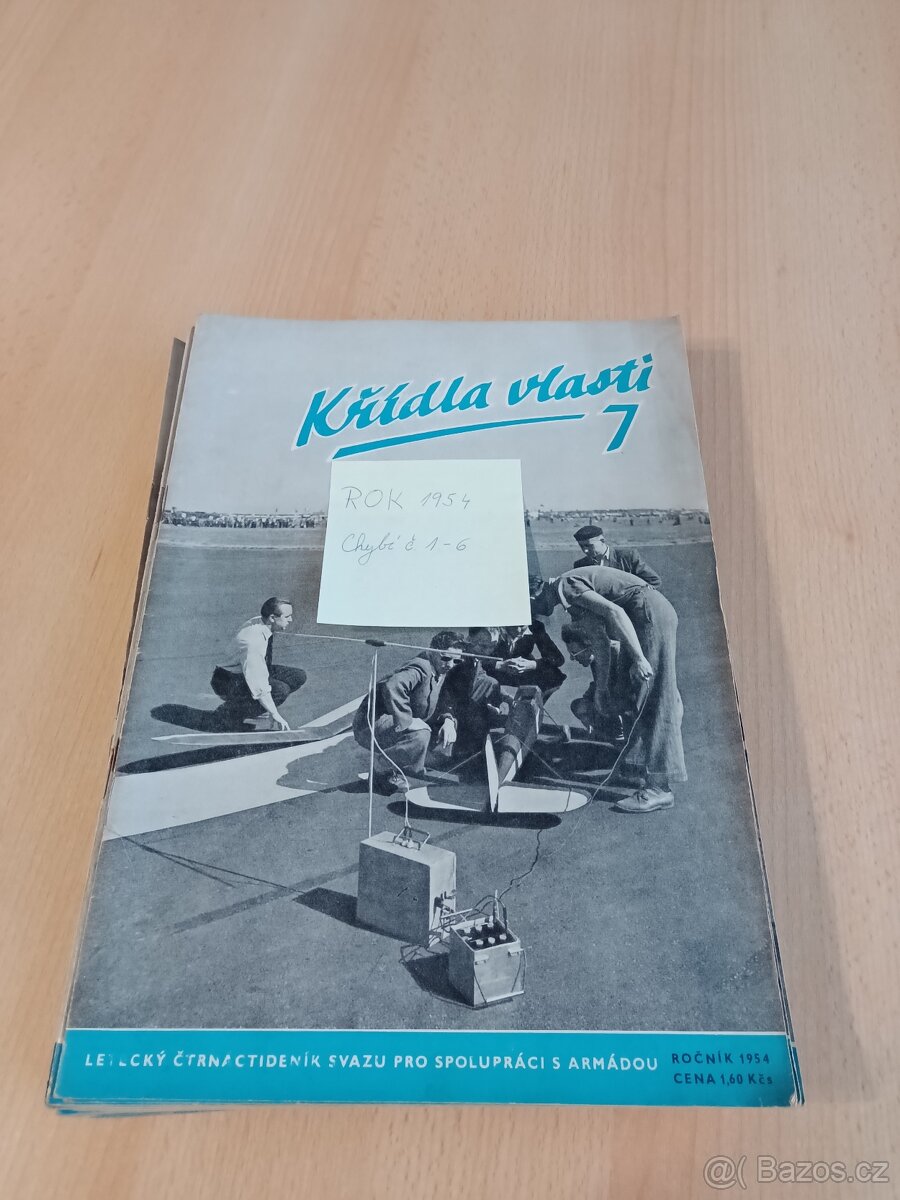 Křídla vlasti
7
ROK 1954
Chybí č 1-6
LETECKÝ ČTRNÁCTIDENÍK SVAZU PRO SPOLUPRÁCI S ARMÁDOU
ROČNÍK 1954
CENA 1,60 Kčs
@( Bazos.cz